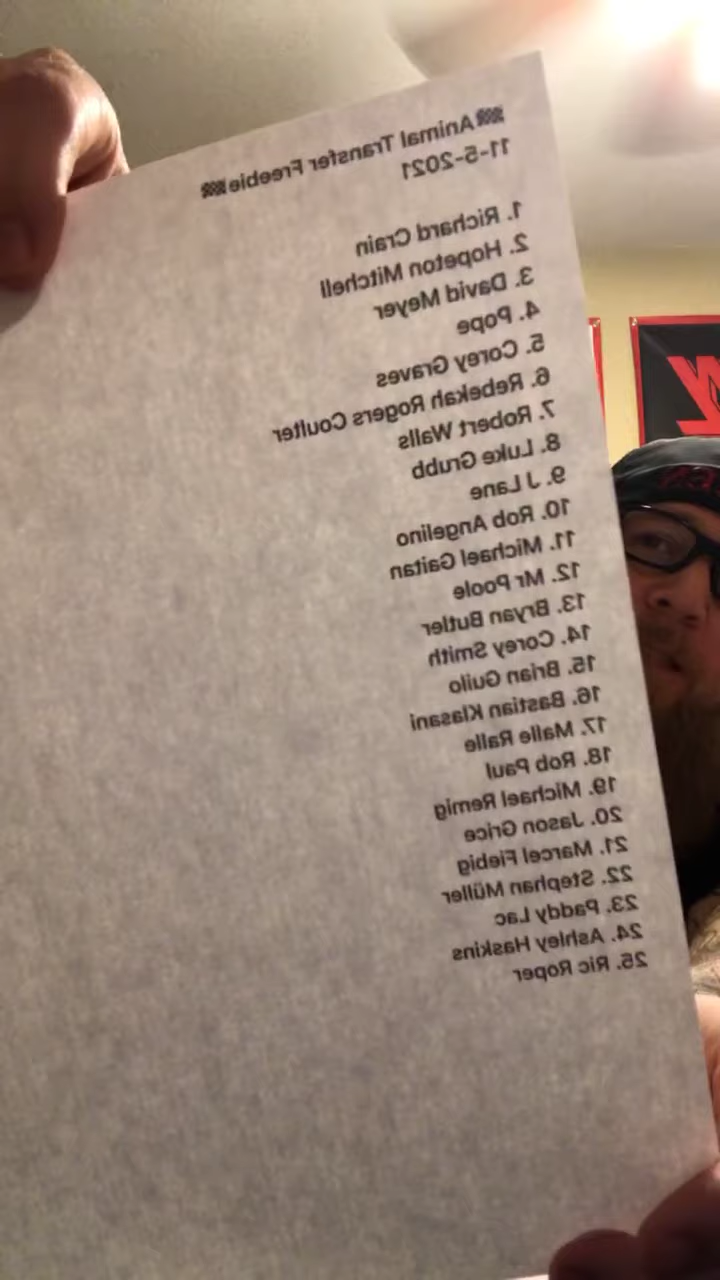 Animal Transfer Freebie
11-5-2021
1. Richard Crain
2. Hopeton Mitchell
3. David Meyer
4. Pope
5. Corey Graves
6. Rebekah Rogers Coulter
7. Robert Walls
8. Luke Grubb
9. J Lane
10. Rob Angelino
11. Michael Gaitan
12. Mr Poole
13. Bryan Butler
14. Corey Smith
15. Brian Guilo
16. Bastian Klasani
17. Malle Ralle
18. Rob Paul
19. Michael Remig
20. Jason Grice
21. Marcel Fiebig
22. Stephan Müller
23. Paddy Lac
24. Ashley Haskins
25. Ric Roper